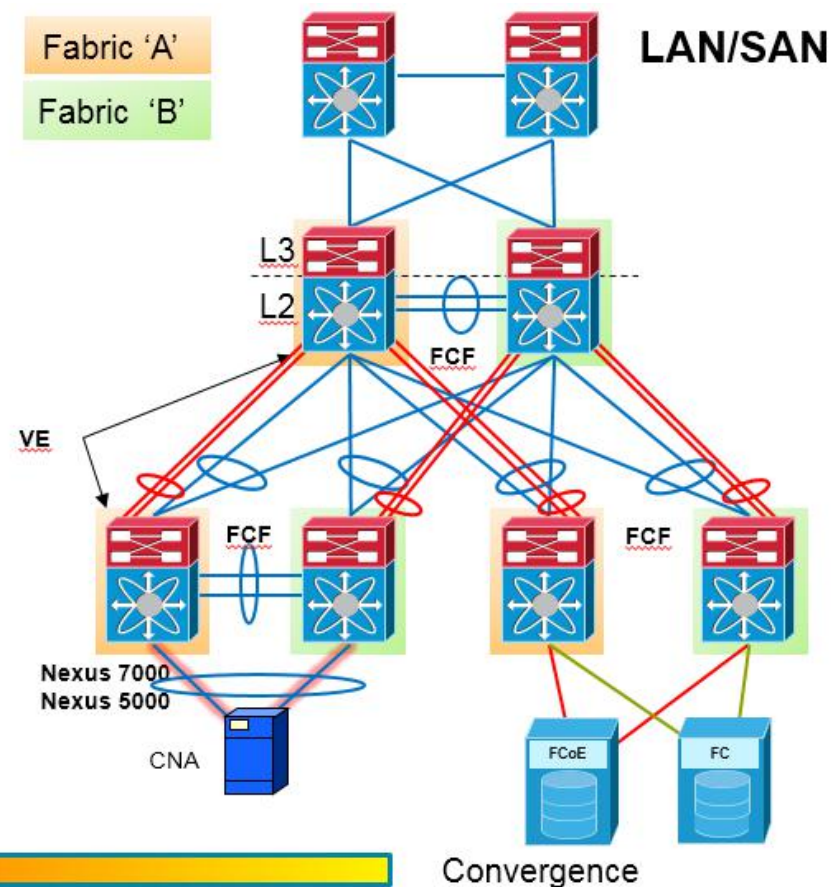 Fabric ‘A’
LAN/SAN
Fabric ‘B’
L3
L2
FCF
VE
FCF
FCF
Nexus 7000
Nexus 5000
CNA
FCoE
FC
Convergence